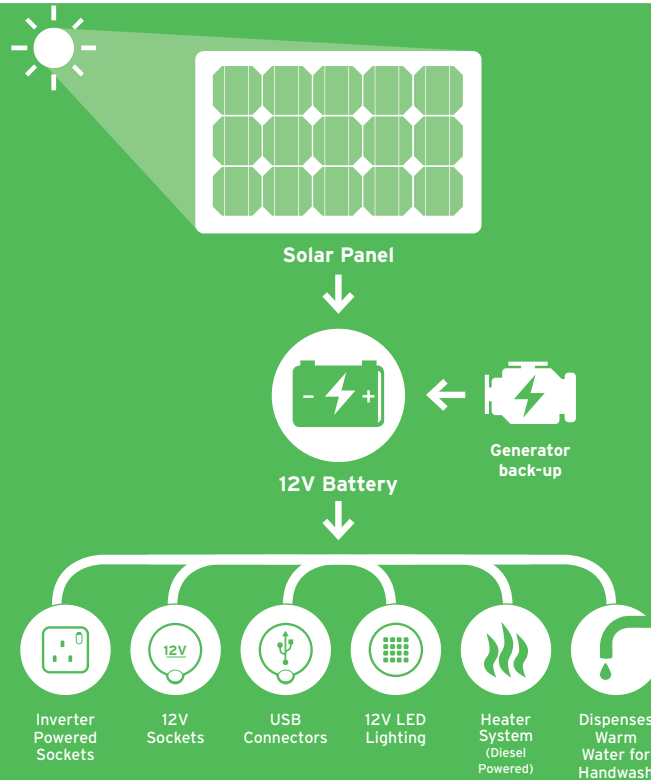 Solar Panel
- +
Generator
back-up
12V Battery
12V
Inverter
Powered
Sockets
12V
Sockets
USB
Connectors
12V LED
Lighting
Heater
System
(Diesel
Powered)
Dispenses
Warm
Water for
Handwash